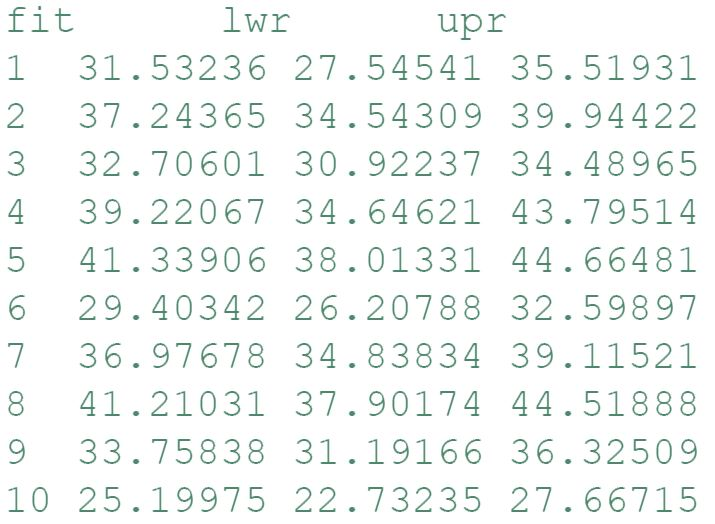 fit lwr upr
1 31.53236 27.54541 35.51931
2 37.24365 34.54309 39.94422
3 32.70601 30.92237 34.48965
4 39.22067 34.64621 43.79514
5 41.33906 38.01331 44.66481
6 29.40342 26.20788 32.59897
7 36.97678 34.83834 39.11521
8 41.21031 37.90174 44.51888
9 33.75838 31.19166 36.32509
10 25.19975 22.73235 27.66715